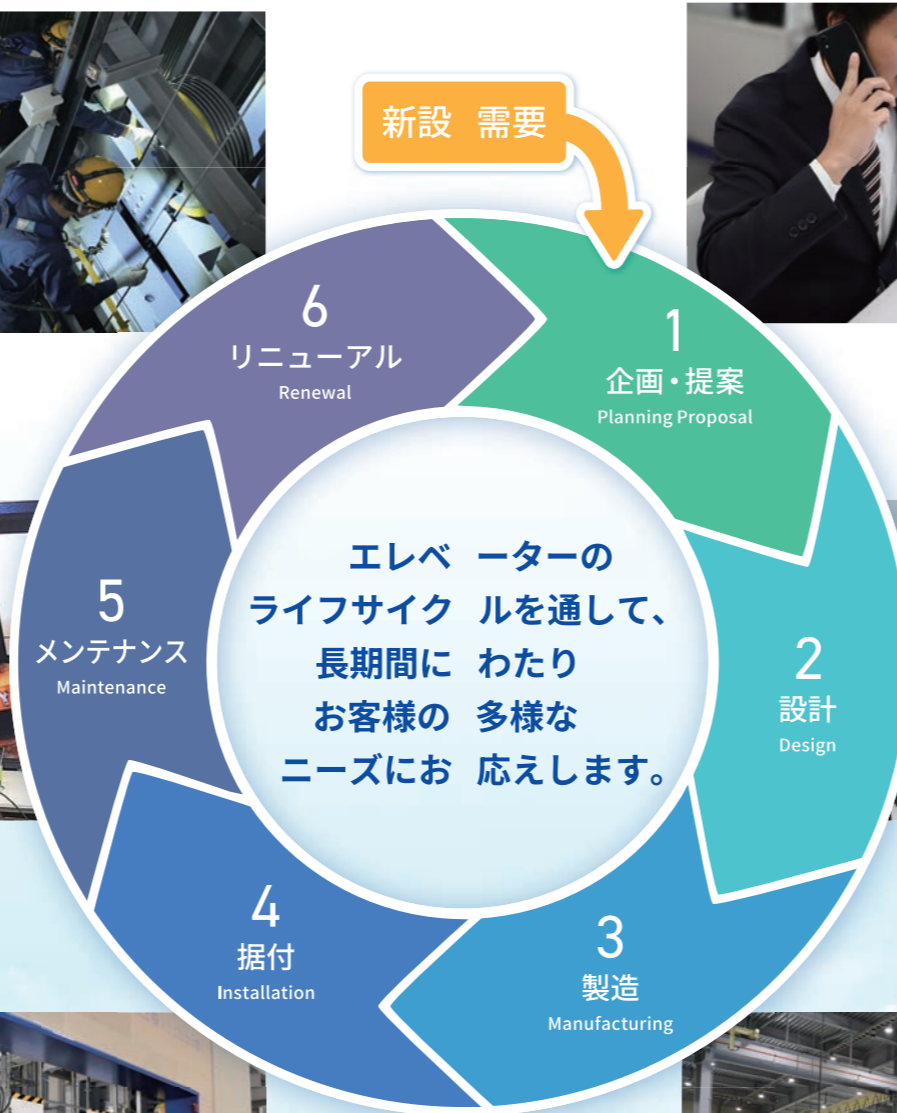 新設 需要
1
企画・提案
Planning Proposal
2
設計
Design
3
製造
Manufacturing
4
据付
Installation
5
メンテナンス
Maintenance
6
リニューアル
Renewal
エレベーターの
ライフサイクルを通して、
長期間にわたり
お客様の多様な
ニーズにお応えします。